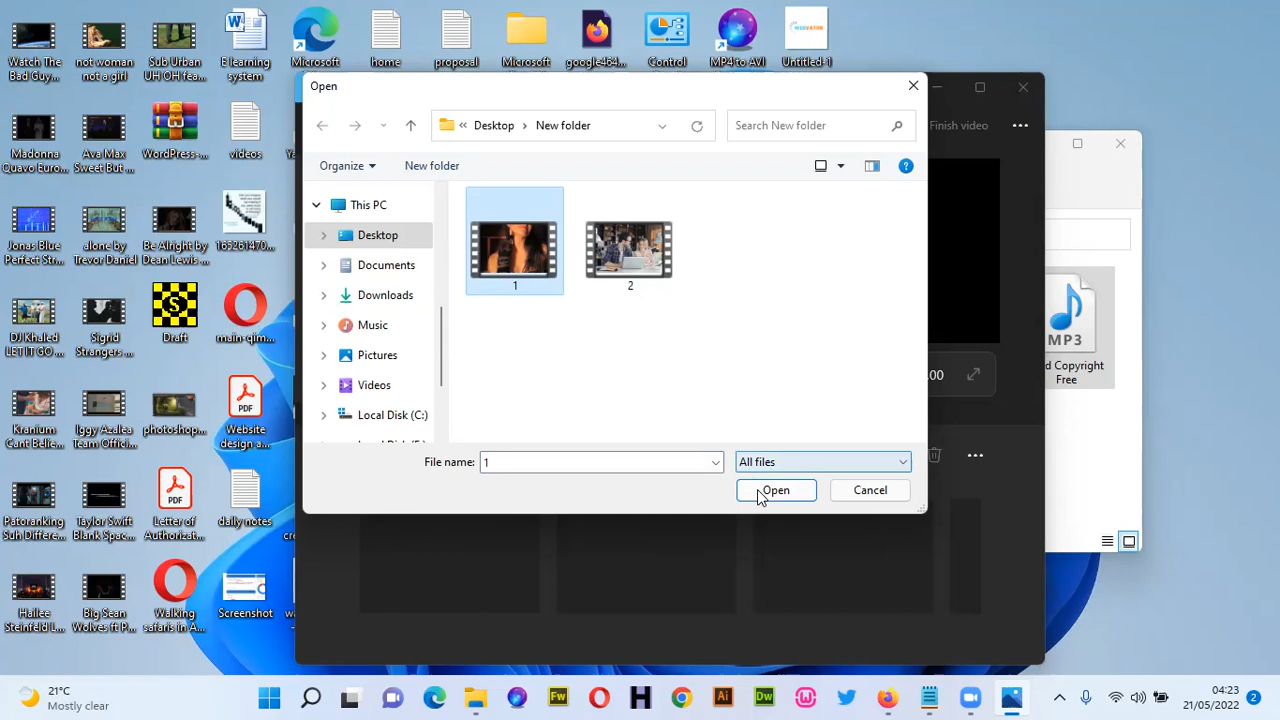 Watch The
Bad Guy...
not woman
not a girl
Sub Urban
UH OH fea...
E learning
system
Microsoft
home
proposal
Microsoft
google464...
Control
MP4 to AVI
WEEVATOR
Untitled-1
Madonna
Quavo Euro...
Ava Max
Sweet But ...
WordPress-...
videos
Jonas Blue
Perfect Str...
alone by
Trevor Daniel
Be Alright by
Dean Lewis ...
165261470...
DJ Khaled
LET IT GO ...
Sigrid
Strangers ...
Draft
main-qim...
Kranium
Cant Belie...
Iggy Azalea
Team Offici...
photoshop...
PDF
Website
design a...
Patoranking
Suh Differe...
Taylor Swift
Blank Spac...
PDF
Letter of
Authorizat...
daily notes
Hailee
Steinfeld L...
Big Sean
Wolves ft P...
Walking
safaris in A...
Screenshot
Open
Desktop
New folder
Search New folder
Organize
New folder
This PC
Desktop
Documents
Downloads
Music
Pictures
Videos
Local Disk (C:)
1
2
File name:
1
All files
Open
Cancel
Finish video
.00
MP3
d Copyright
Free
21°C
Mostly clear
Fw
H
Ai
Dw
04:23
21/05/2022
2